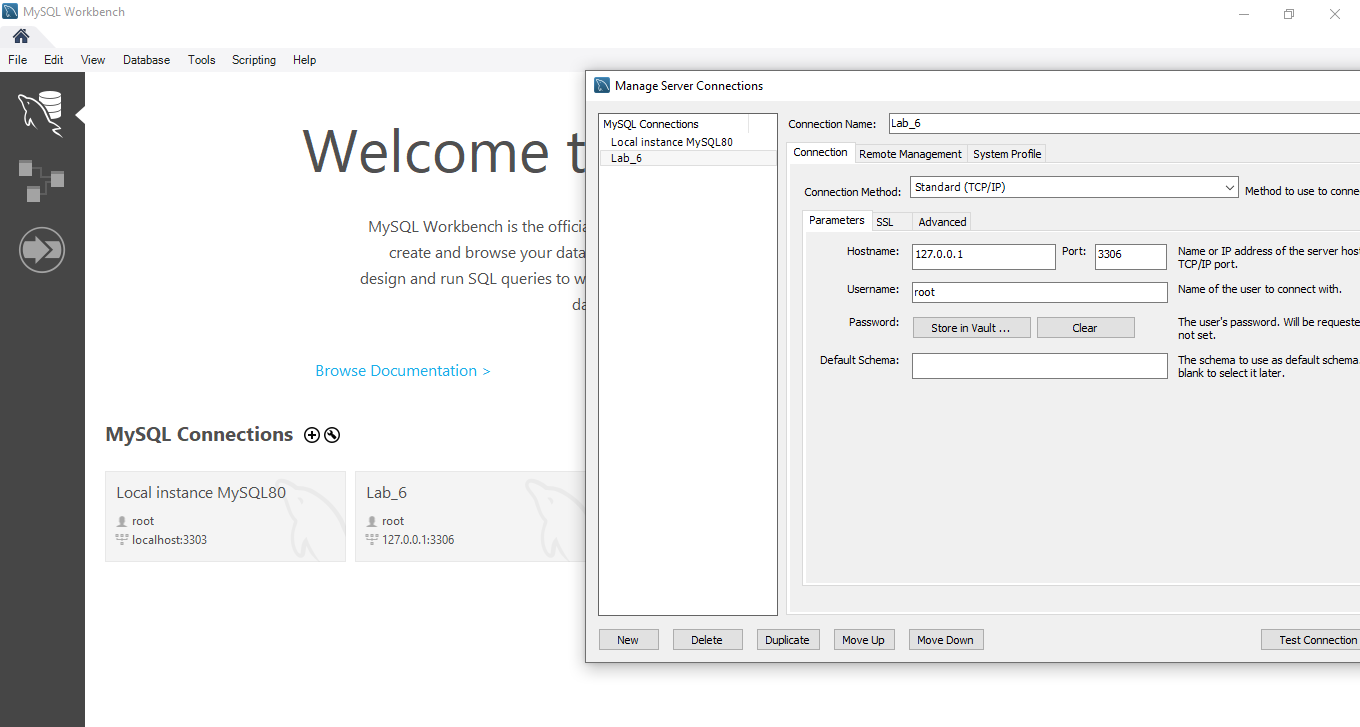 MySQL Workbench
File Edit View Database Tools Scripting Help
Welcome t
MySQL Workbench is the officia
create and browse your data
design and run SQL queries to w
da
Browse Documentation >
MySQL Connections
Local instance MySQL80
root
localhost:3303
Lab_6
root
127.0.0.1:3306
Manage Server Connections
MySQL Connections
Local instance MySQL80
Lab_6
Connection Name: Lab_6
Connection Remote Management System Profile
Connection Method: Standard (TCP/IP) Method to use to conne
Parameters SSL Advanced
Hostname: 127.0.0.1 Port: 3306 Name or IP address of the server host
TCP/IP port.
Username: root Name of the user to connect with.
Password: Store in Vault ... Clear The user's password. Will be requeste
not set.
Default Schema: The schema to use as default schema.
blank to select it later.
New Delete Duplicate Move Up Move Down Test Connection